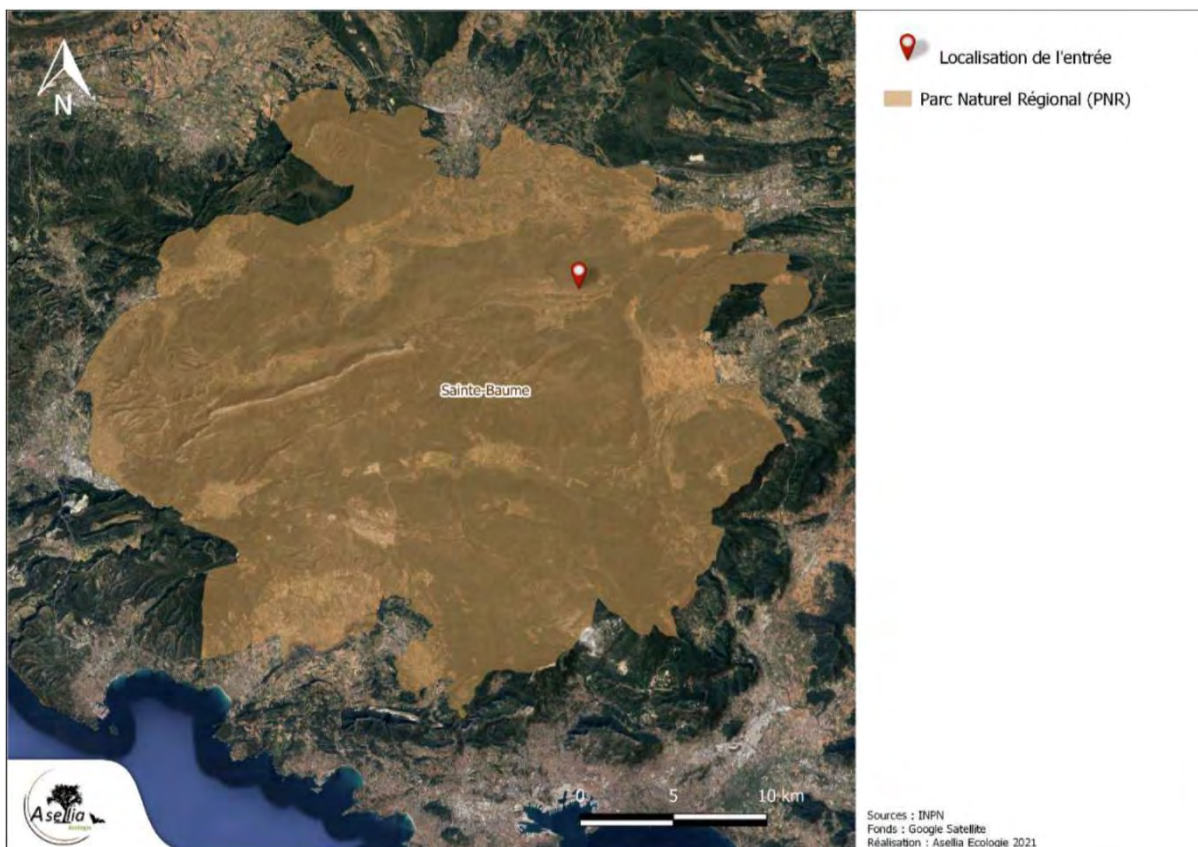 N
Localisation de l'entrée
Parc Naturel Régional (PNR)
Sainte-Baume
0 5 10 km
Asellia
écologie
Sources : INPN
Fonds : Google Satellite
Réalisation : Asellia Ecologie 2021